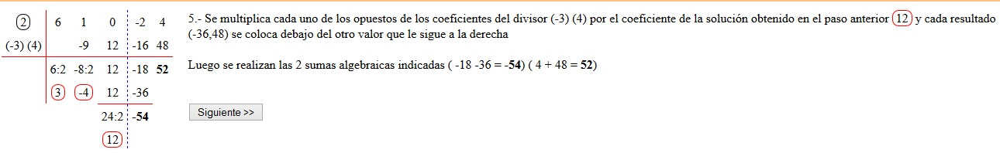 2 6 1 0 -2 4
(-3) (4) -9 12 -16 48
6:2 -8:2 12 -18 52
3 -4 12 -36
24:2 -54
12
5.- Se multiplica cada uno de los opuestos de los coeficientes del divisor (-3) (4) por el coeficiente de la solución obtenido en el paso anterior 12 y cada resultado
(-36,48) se coloca debajo del otro valor que le sigue a la derecha
Luego se realizan las 2 sumas algebraicas indicadas ( -18 -36 = -54) ( 4 + 48 = 52)
Siguiente >>